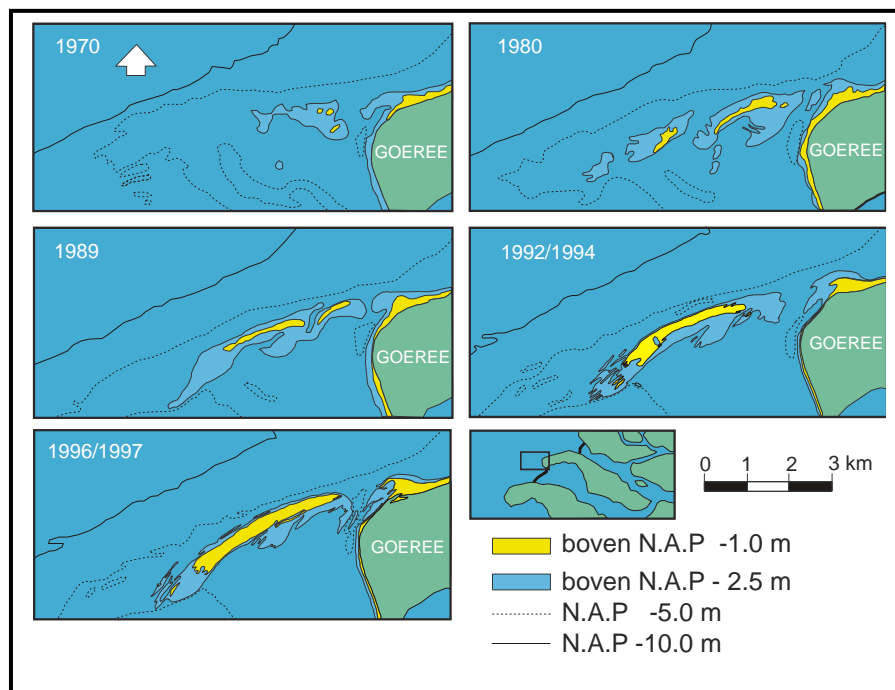 1970
GOEREE
1980
GOEREE
1989
GOEREE
1992/1994
GOEREE
1996/1997
GOEREE
0 1 2 3 km
boven N.A.P -1.0 m
boven N.A.P - 2.5 m
N.A.P -5.0 m
N.A.P -10.0 m